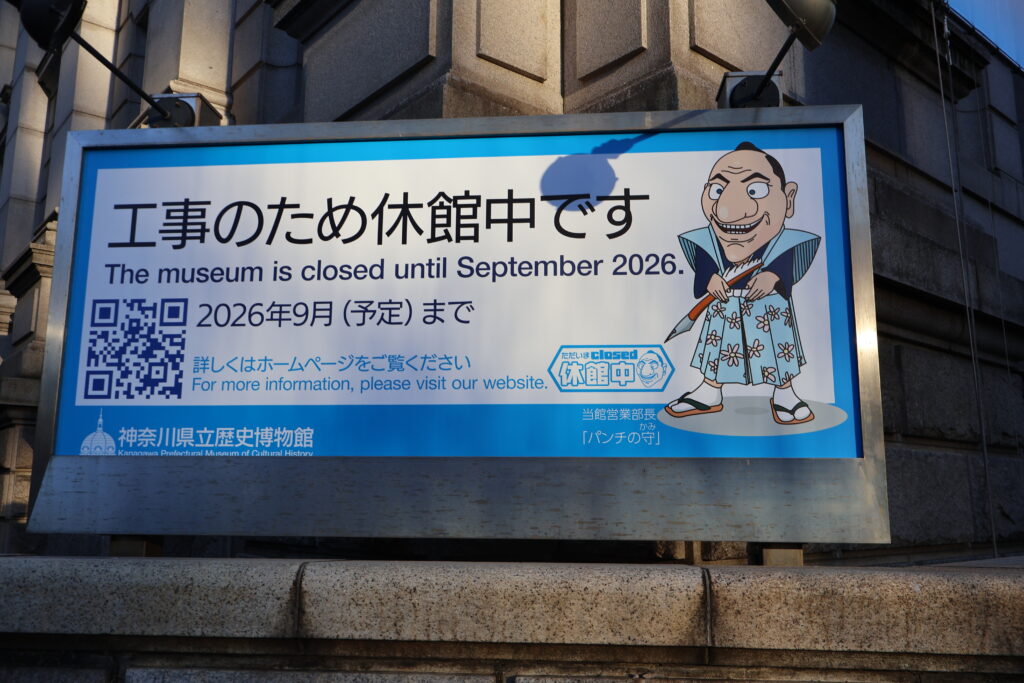 工事のため休館中です
The museum is closed until September 2026.
2026年9月（予定）まで
詳しくはホームページをご覧ください
For more information, please visit our website.
ただいま closed
休館中
当館営業部長
かみ
「パンチの守」
神奈川県立歴史博物館
Kanagawa Prefectural Museum of Cultural History